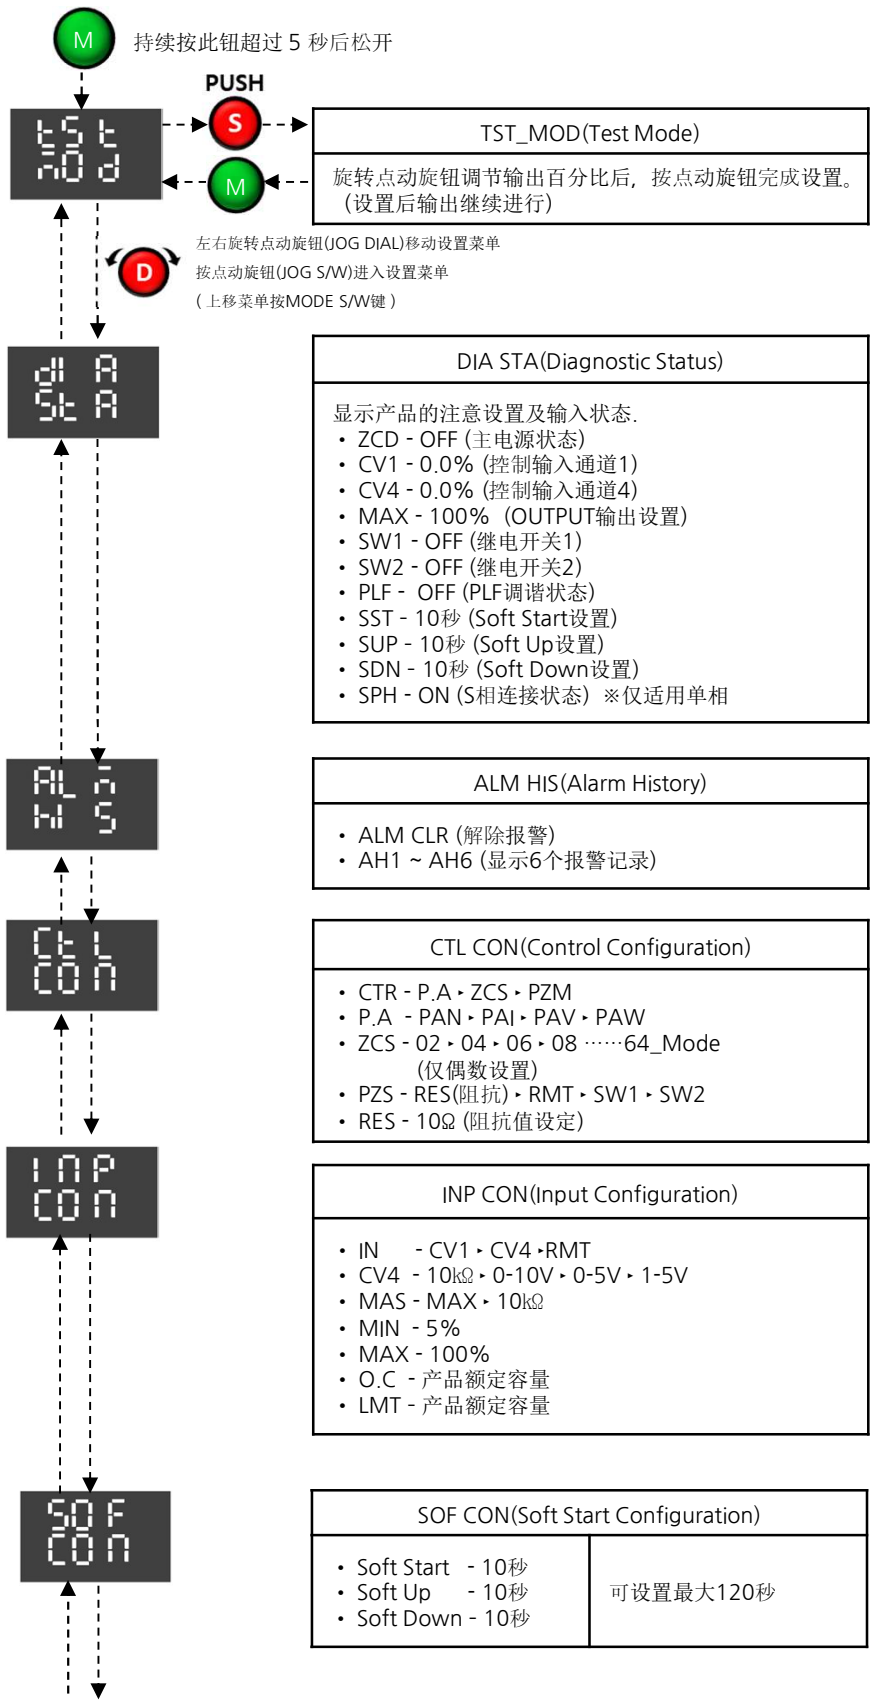 M
持续按此钮超过 5 秒后松开
PUSH
tSt
S
TST_MOD(Test Mode)
nOd
M
旋转点动旋钮调节输出百分比后，按点动旋钮完成设置。
(设置后输出继续进行)
左右旋转点动旋钮(JOG DIAL)移动设置菜单
D
按点动旋钮(JOG S/W)进入设置菜单
( 上移菜单按MODE S/W键 )
dI A
StA
DIA STA(Diagnostic Status)
显示产品的注意设置及输入状态.
• ZCD - OFF (主电源状态)
• CV1 - 0.0% (控制输入通道1)
• CV4 - 0.0% (控制输入通道4)
• MAX - 100% (OUTPUT输出设置)
• SW1 - OFF (继电开关1)
• SW2 - OFF (继电开关2)
• PLF - OFF (PLF调谐状态)
• SST - 10秒 (Soft Start设置)
• SUP - 10秒 (Soft Up设置)
• SDN - 10秒 (Soft Down设置)
• SPH - ON (S相连接状态) ※仅适用单相
ALn
HI S
ALM HIS(Alarm History)
• ALM CLR (解除报警)
• AH1 ~ AH6 (显示6个报警记录)
CtL
COn
CTL CON(Control Configuration)
• CTR - P.A ‣ ZCS ‣ PZM
• P.A - PAN ‣ PAI ‣ PAV ‣ PAW
• ZCS - 02 ‣ 04 ‣ 06 ‣ 08 ……64_Mode
(仅偶数设置)
• PZS - RES(阻抗) ‣ RMT ‣ SW1 ‣ SW2
• RES - 10Ω (阻抗值设定)
INP
COn
INP CON(Input Configuration)
• IN - CV1 ‣ CV4 ‣RMT
• CV4 - 10㏀ ‣ 0-10V ‣ 0-5V ‣ 1-5V
• MAS - MAX ‣ 10㏀
• MIN - 5%
• MAX - 100%
• O.C - 产品额定容量
• LMT - 产品额定容量
SOF
COn
SOF CON(Soft Start Configuration)
• Soft Start - 10秒
• Soft Up - 10秒
• Soft Down - 10秒
可设置最大120秒